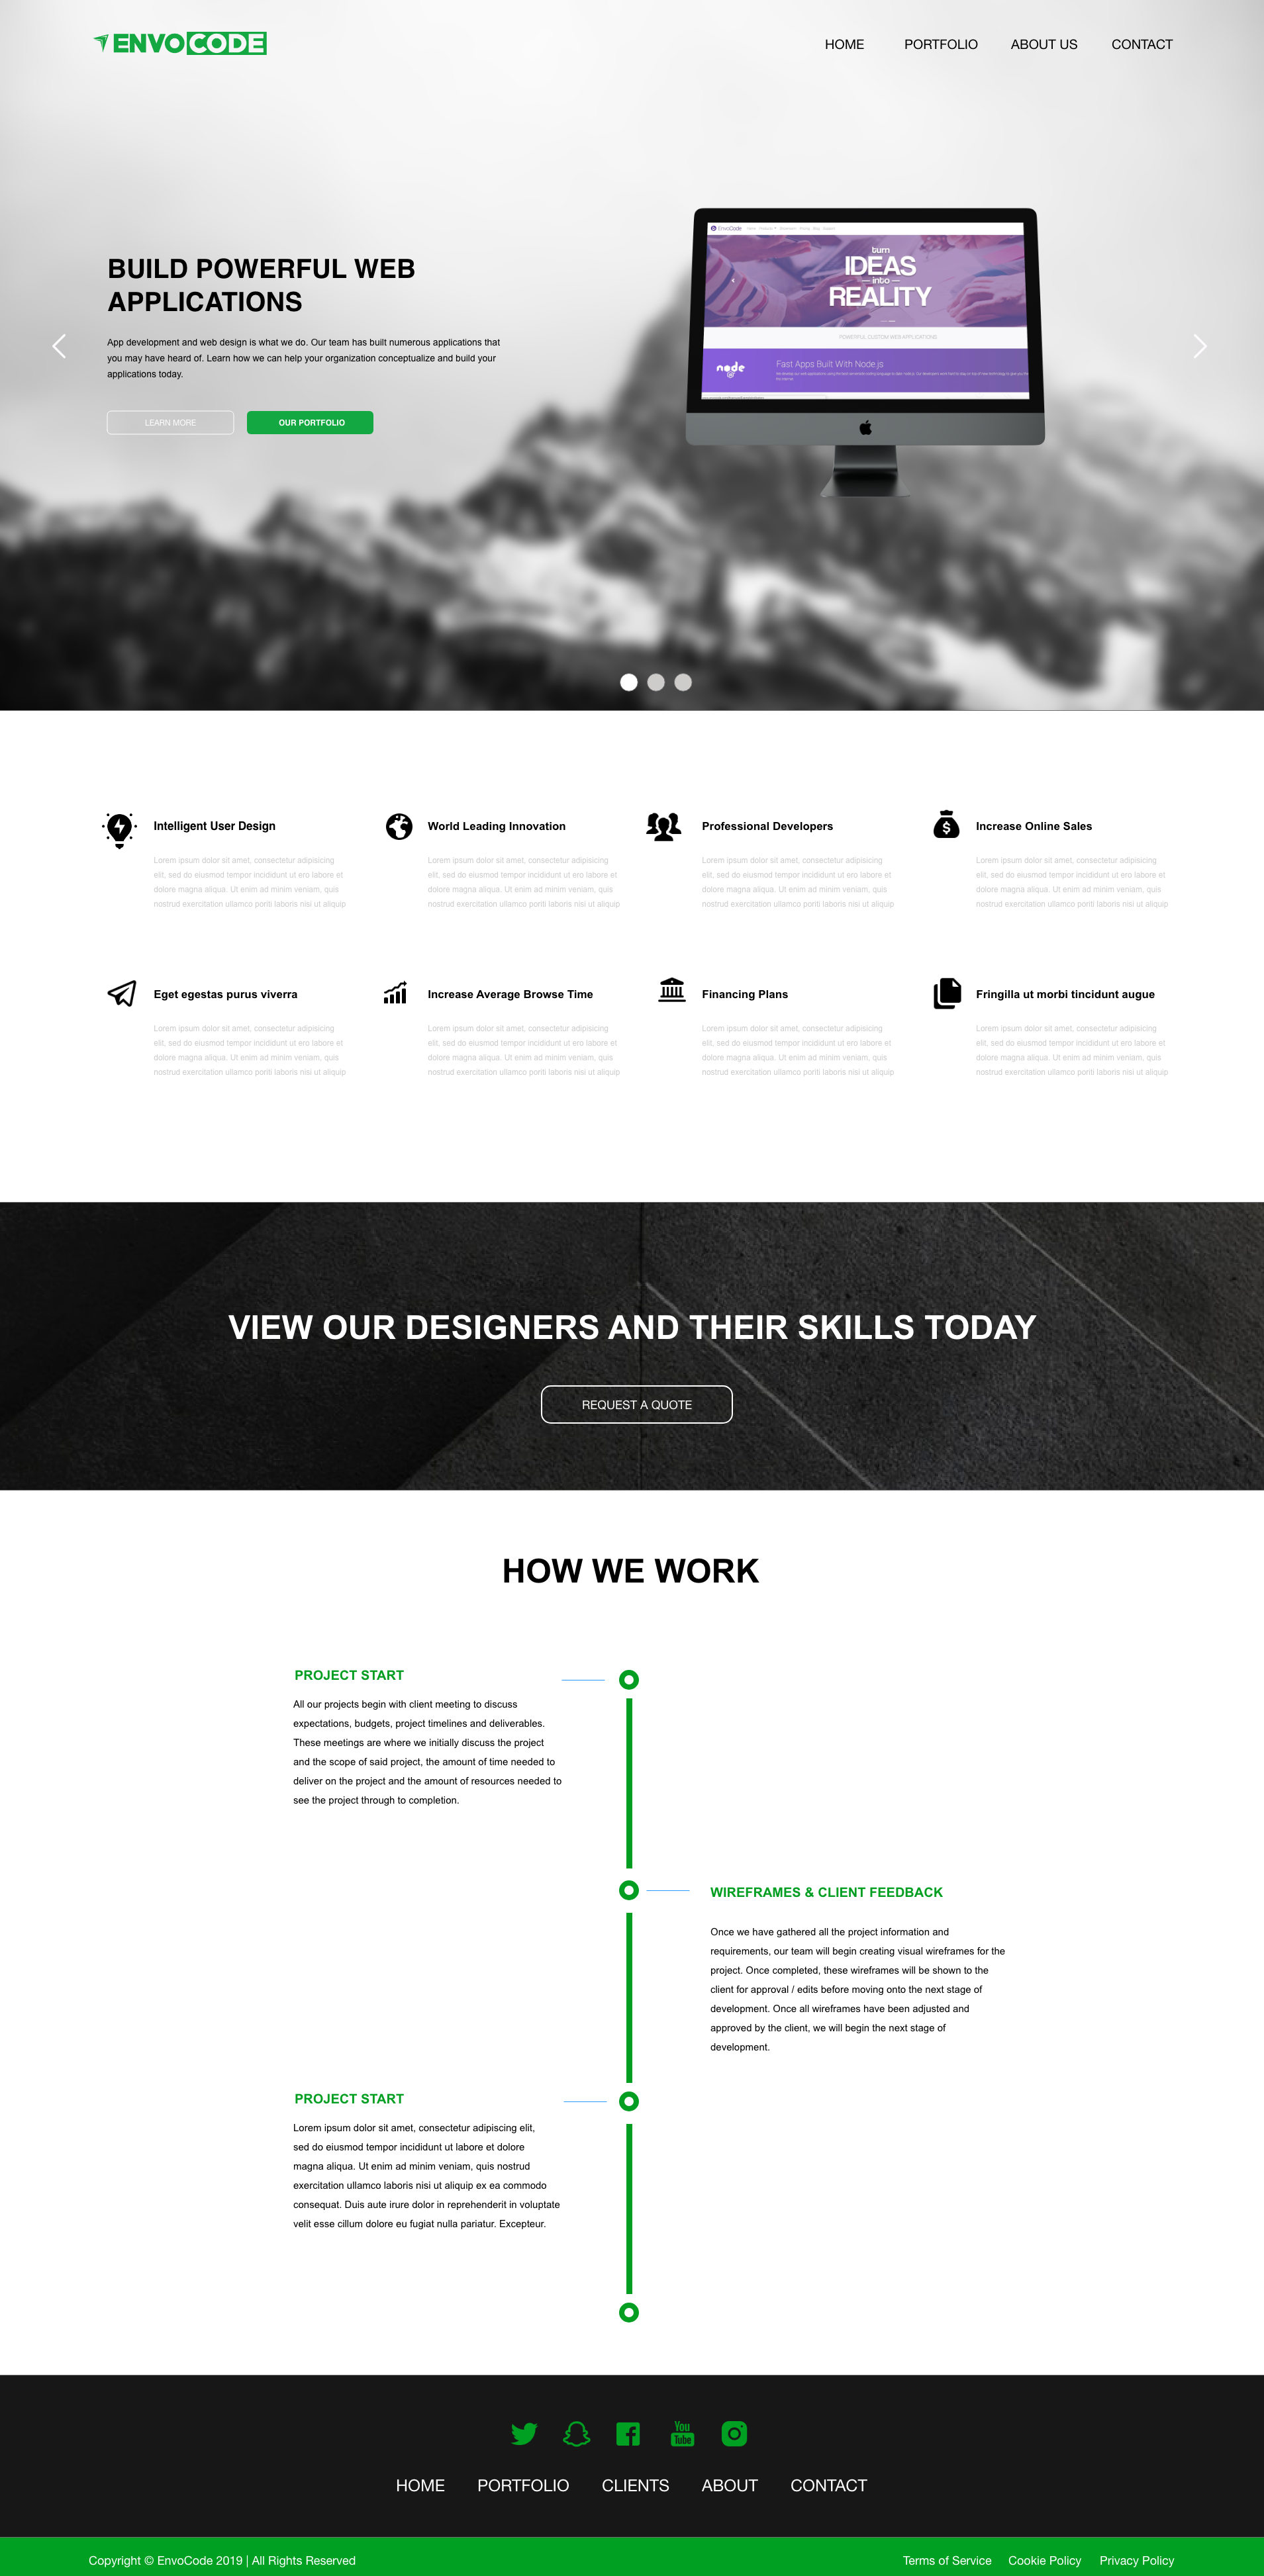 ENVOCODE
HOME PORTFOLIO ABOUT US CONTACT
BUILD POWERFUL WEB
APPLICATIONS
App development and web design is what we do. Our team has built numerous applications that
you may have heard of. Learn how we can help your organization conceptualize and build your
applications today.
LEARN MORE
OUR PORTFOLIO
EnvoCode
turn
IDEAS
into
REALITY
POWERFUL CUSTOM WEB APPLICATIONS
node
Fast Apps Built With Node.js
Intelligent User Design
Lorem ipsum dolor sit amet, consectetur adipisicing
elit, sed do eiusmod tempor incididunt ut ero labore et
dolore magna aliqua. Ut enim ad minim veniam, quis
nostrud exercitation ullamco poriti laboris nisi ut aliquip
World Leading Innovation
Lorem ipsum dolor sit amet, consectetur adipisicing
elit, sed do eiusmod tempor incididunt ut ero labore et
dolore magna aliqua. Ut enim ad minim veniam, quis
nostrud exercitation ullamco poriti laboris nisi ut aliquip
Professional Developers
Lorem ipsum dolor sit amet, consectetur adipisicing
elit, sed do eiusmod tempor incididunt ut ero labore et
dolore magna aliqua. Ut enim ad minim veniam, quis
nostrud exercitation ullamco poriti laboris nisi ut aliquip
Increase Online Sales
Lorem ipsum dolor sit amet, consectetur adipisicing
elit, sed do eiusmod tempor incididunt ut ero labore et
dolore magna aliqua. Ut enim ad minim veniam, quis
nostrud exercitation ullamco poriti laboris nisi ut aliquip
Eget egestas purus viverra
Lorem ipsum dolor sit amet, consectetur adipisicing
elit, sed do eiusmod tempor incididunt ut ero labore et
dolore magna aliqua. Ut enim ad minim veniam, quis
nostrud exercitation ullamco poriti laboris nisi ut aliquip
Increase Average Browse Time
Lorem ipsum dolor sit amet, consectetur adipisicing
elit, sed do eiusmod tempor incididunt ut ero labore et
dolore magna aliqua. Ut enim ad minim veniam, quis
nostrud exercitation ullamco poriti laboris nisi ut aliquip
Financing Plans
Lorem ipsum dolor sit amet, consectetur adipisicing
elit, sed do eiusmod tempor incididunt ut ero labore et
dolore magna aliqua. Ut enim ad minim veniam, quis
nostrud exercitation ullamco poriti laboris nisi ut aliquip
Fringilla ut morbi tincidunt augue
Lorem ipsum dolor sit amet, consectetur adipisicing
elit, sed do eiusmod tempor incididunt ut ero labore et
dolore magna aliqua. Ut enim ad minim veniam, quis
nostrud exercitation ullamco poriti laboris nisi ut aliquip
VIEW OUR DESIGNERS AND THEIR SKILLS TODAY
REQUEST A QUOTE
HOW WE WORK
PROJECT START
All our projects begin with client meeting to discuss
expectations, budgets, project timelines and deliverables.
These meetings are where we initially discuss the project
and the scope of said project, the amount of time needed to
deliver on the project and the amount of resources needed to
see the project through to completion.
WIREFRAMES & CLIENT FEEDBACK
Once we have gathered all the project information and
requirements, our team will begin creating visual wireframes for the
project. Once completed, these wireframes will be shown to the
client for approval / edits before moving onto the next stage of
development. Once all wireframes have been adjusted and
approved by the client, we will begin the next stage of
development.
PROJECT START
Lorem ipsum dolor sit amet, consectetur adipiscing elit,
sed do eiusmod tempor incididunt ut labore et dolore
magna aliqua. Ut enim ad minim veniam, quis nostrud
exercitation ullamco laboris nisi ut aliquip ex ea commodo
consequat. Duis aute irure dolor in reprehenderit in voluptate
velit esse cillum dolore eu fugiat nulla pariatur. Excepteur.
You
Tube
HOME PORTFOLIO CLIENTS ABOUT CONTACT
Copyright © EnvoCode 2019 | All Rights Reserved
Terms of Service Cookie Policy Privacy Policy